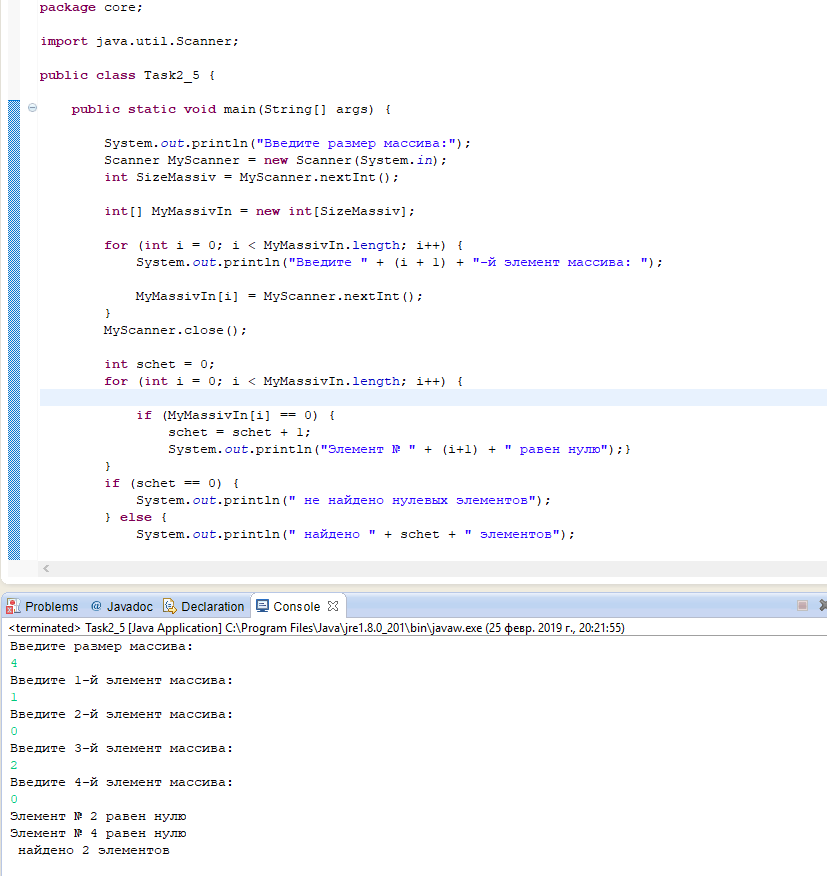 package core;
import java.util.Scanner;
public class Task2_5 {
public static void main(String[] args) {
System.out.println("Введите размер массива:");
Scanner MyScanner = new Scanner(System.in);
int SizeMassiv = MyScanner.nextInt();
int[] MyMassivIn = new int[SizeMassiv];
for (int i = 0; i < MyMassivIn.length; i++) {
System.out.println("Введите " + (i + 1) + "-й элемент массива: ");
MyMassivIn[i] = MyScanner.nextInt();
}
MyScanner.close();
int schet = 0;
for (int i = 0; i < MyMassivIn.length; i++) {
if (MyMassivIn[i] == 0) {
schet = schet + 1;
System.out.println("Элемент № " + (i+1) + " равен нулю");}
}
if (schet == 0) {
System.out.println(" не найдено нулевых элементов");
} else {
System.out.println(" найдено " + schet + " элементов");
Problems @ Javadoc Declaration Console
<terminated> Task2_5 [Java Application] C:\Program Files\Java\jre1.8.0_201\bin\javaw.exe (25 февр. 2019 г., 20:21:55)
Введите размер массива:
4
Введите 1-й элемент массива:
1
Введите 2-й элемент массива:
0
Введите 3-й элемент массива:
2
Введите 4-й элемент массива:
0
Элемент № 2 равен нулю
Элемент № 4 равен нулю
найдено 2 элементов